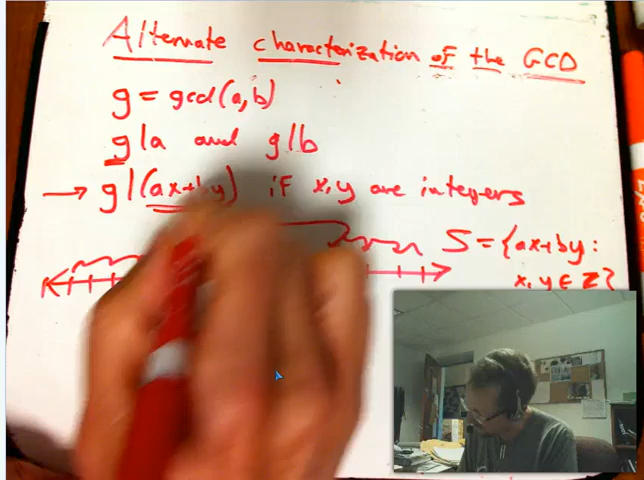 Alternate characterization of the GCD
g = gcd(a,b)
g|a and g|b
→ g|(ax+by) if x,y are integers
S = {ax+by:
x,y ∈ Z}